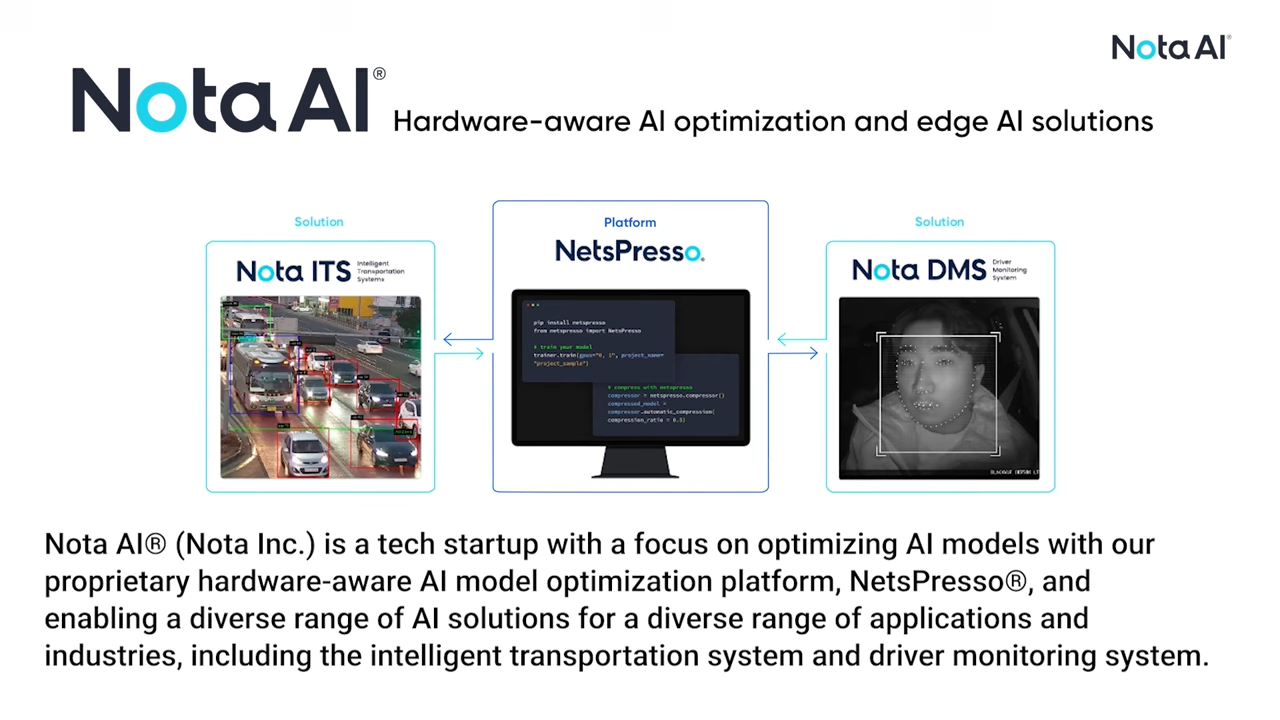 Nota AI®
Nota AI® Hardware-aware AI optimization and edge AI solutions
Solution
Nota ITS Intelligent
Transportation
Systems
Platform
NetsPresso®
pip install netspresso
from netspresso import NetsPresso
# train your model
trainer.train(gpus="0, 1", project_name=
"project_sample")
# compress with netspresso
compressor = netspresso.compressor()
compressed_model =
compressor.automatic_compression(
compression_ratio = 0.8)
Solution
Nota DMS Driver
Monitoring
System
Nota AI® (Nota Inc.) is a tech startup with a focus on optimizing AI models with our
proprietary hardware-aware AI model optimization platform, NetsPresso®, and
enabling a diverse range of AI solutions for a diverse range of applications and
industries, including the intelligent transportation system and driver monitoring system.